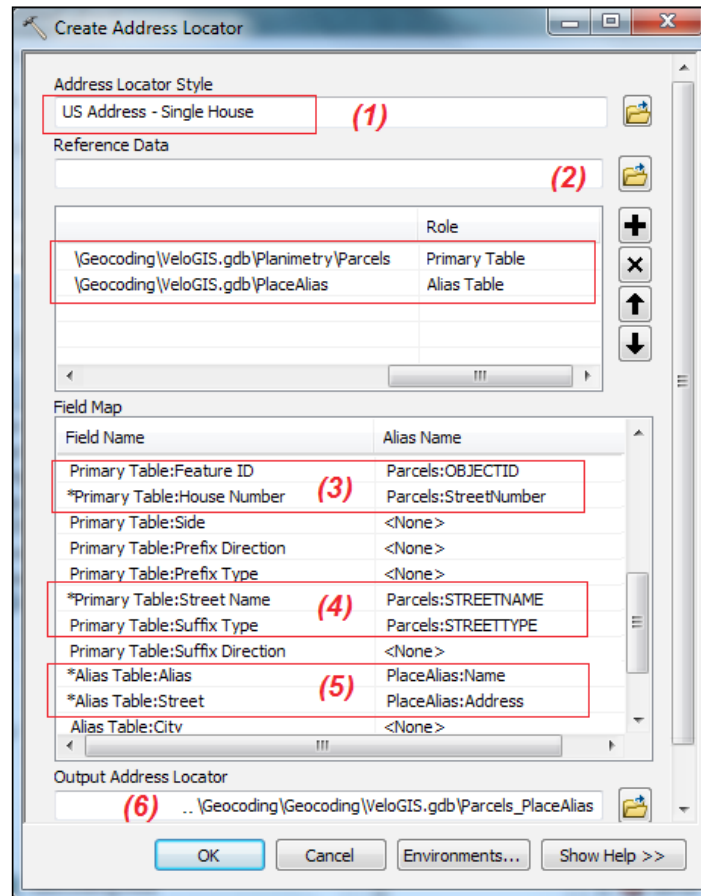 Create Address Locator
Address Locator Style
US Address - Single House (1)
Reference Data
(2)
Role
\Geocoding\VeloGIS.gdb\Planimetry\Parcels Primary Table
\Geocoding\VeloGIS.gdb\PlaceAlias Alias Table
Field Map
Field Name Alias Name
Primary Table:Feature ID Parcels:OBJECTID
*Primary Table:House Number (3) Parcels:StreetNumber
Primary Table:Side <None>
Primary Table:Prefix Direction <None>
Primary Table:Prefix Type <None>
*Primary Table:Street Name (4) Parcels:STREETNAME
Primary Table:Suffix Type Parcels:STREETTYPE
Primary Table:Suffix Direction <None>
*Alias Table:Alias (5) PlaceAlias:Name
*Alias Table:Street PlaceAlias:Address
Alias Table:City <None>
Output Address Locator
(6) ..\Geocoding\Geocoding\VeloGIS.gdb\Parcels_PlaceAlias
OK Cancel Environments... Show Help >>